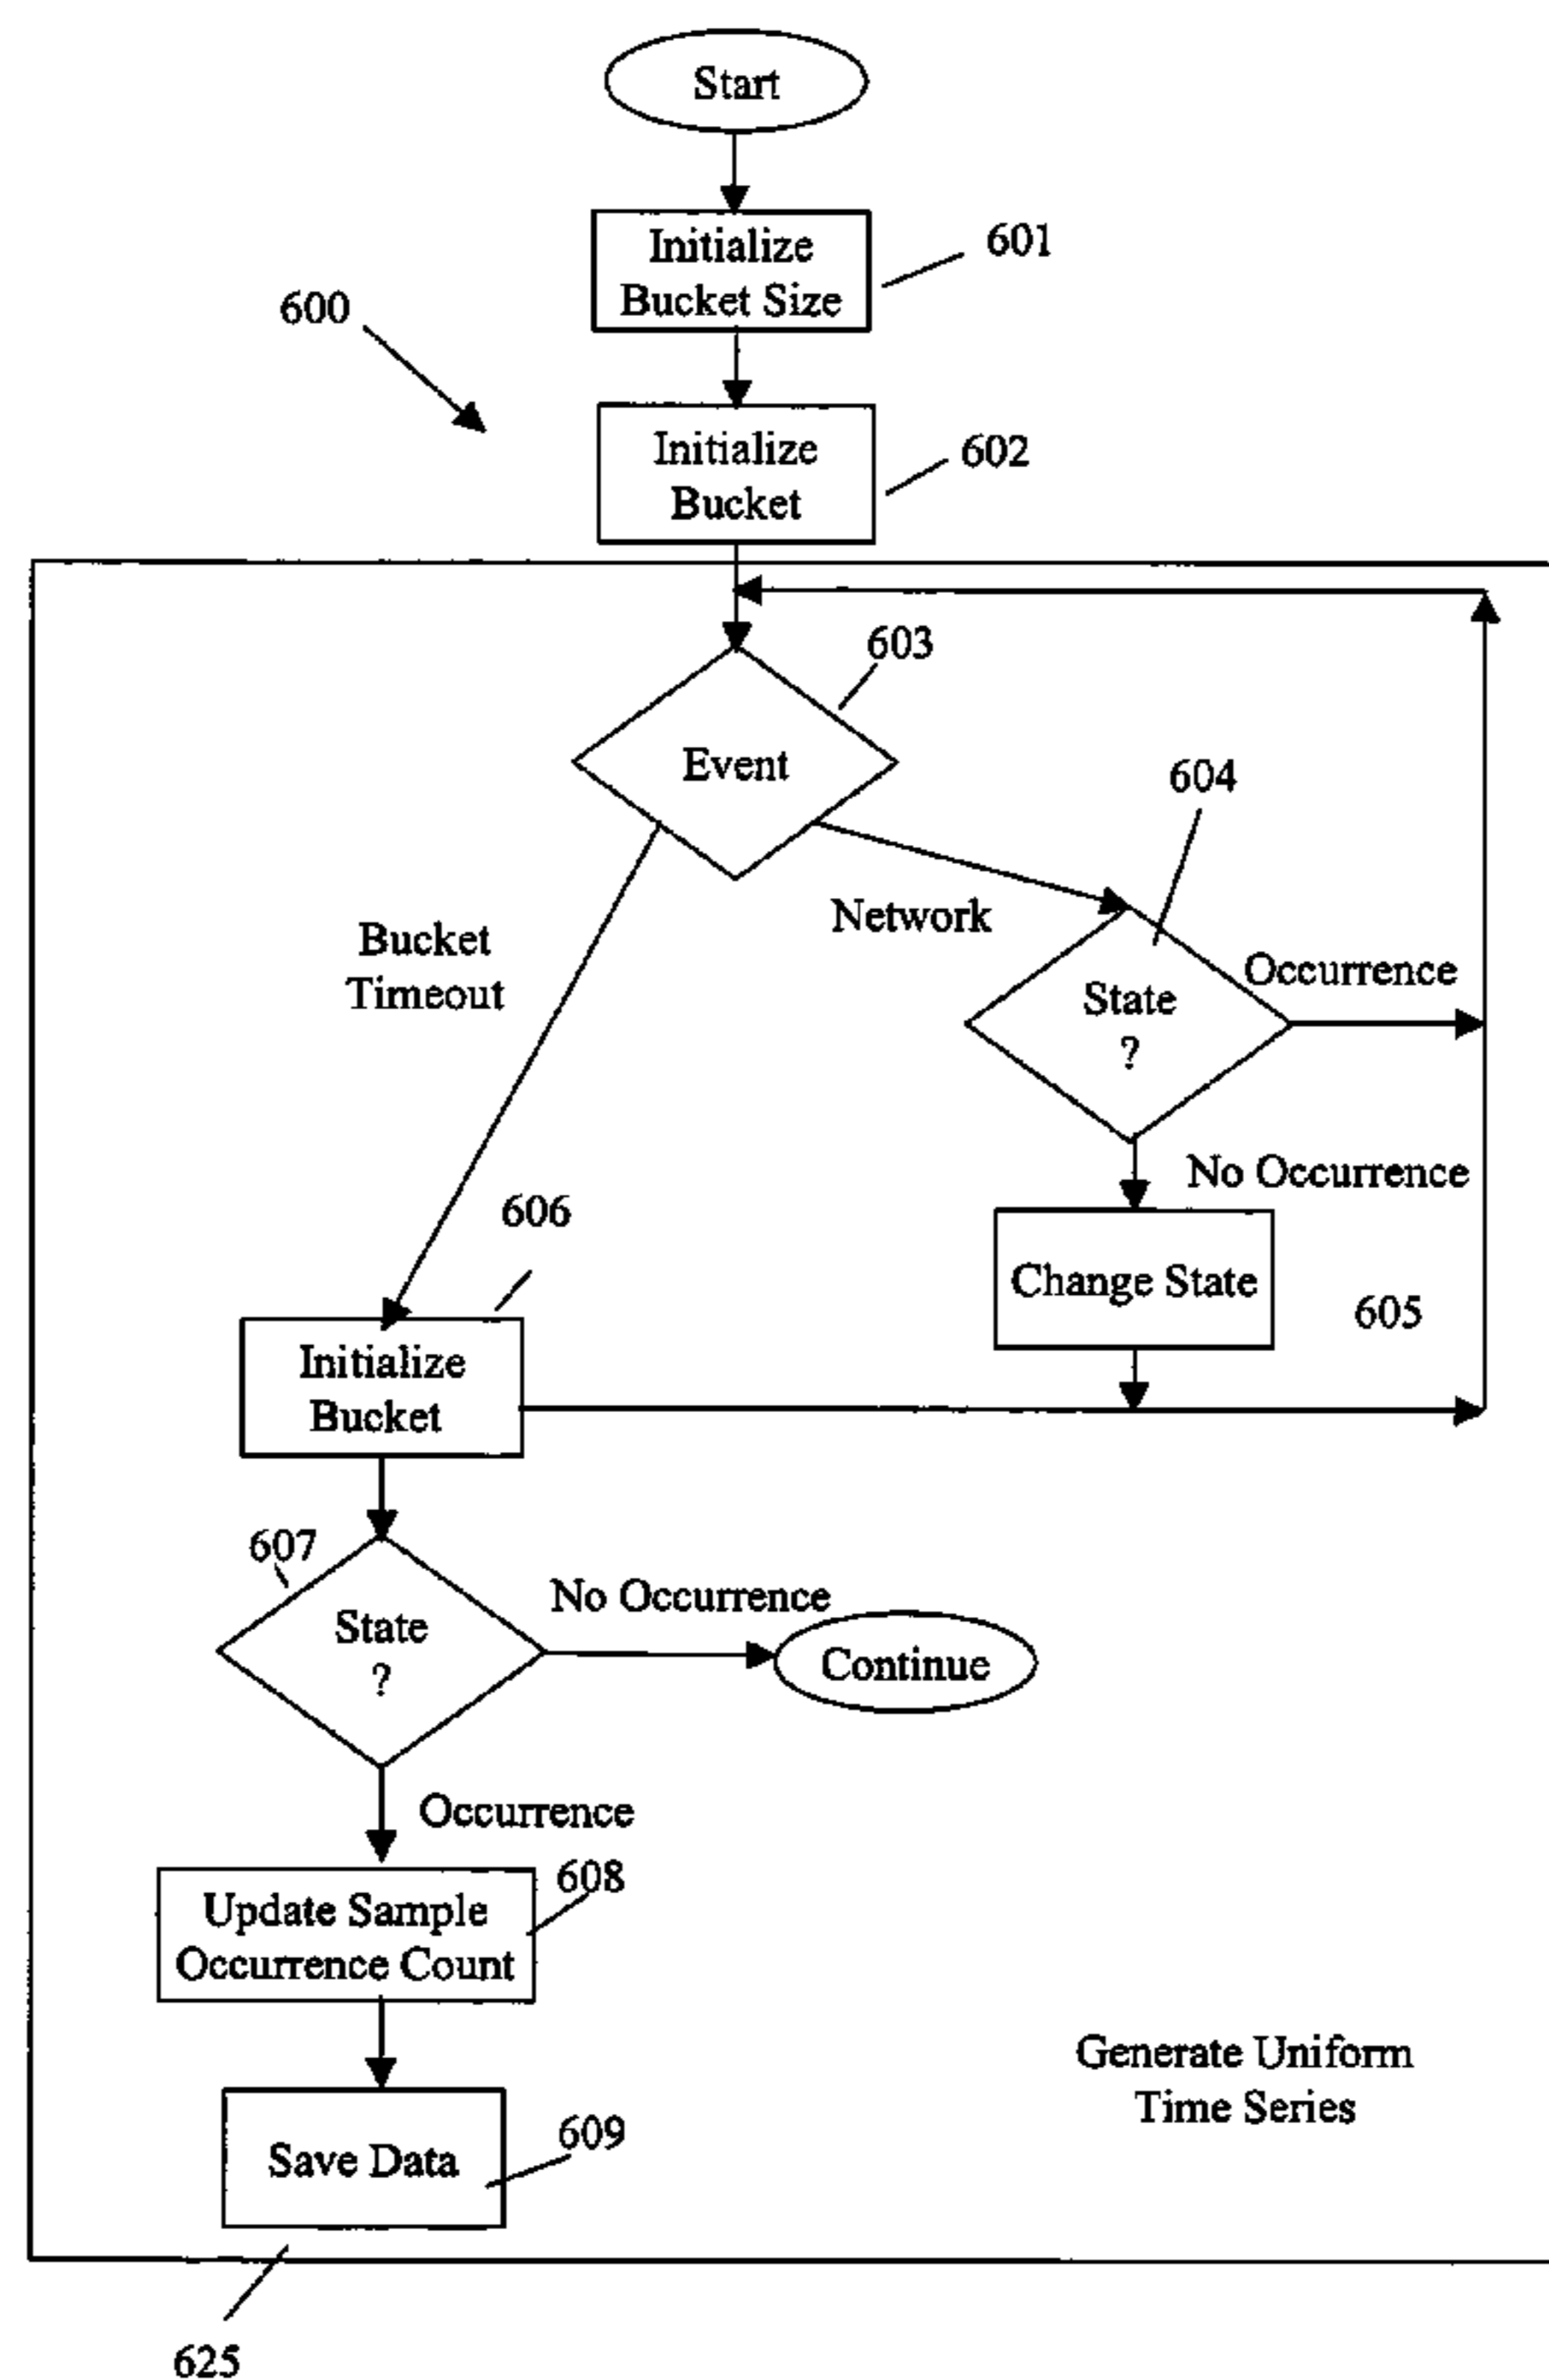 Start
Initialize
Bucket Size
601
600
Initialize
Bucket
602
603
Event
604
Network
Bucket
Timeout
Occurrence
State
?
No Occurrence
606
Change State
605
Initialize
Bucket
607
No Occurrence
State
?
Continue
Occurrence
608
Update Sample
Occurrence Count
Generate Uniform
Time Series
609
Save Data
625